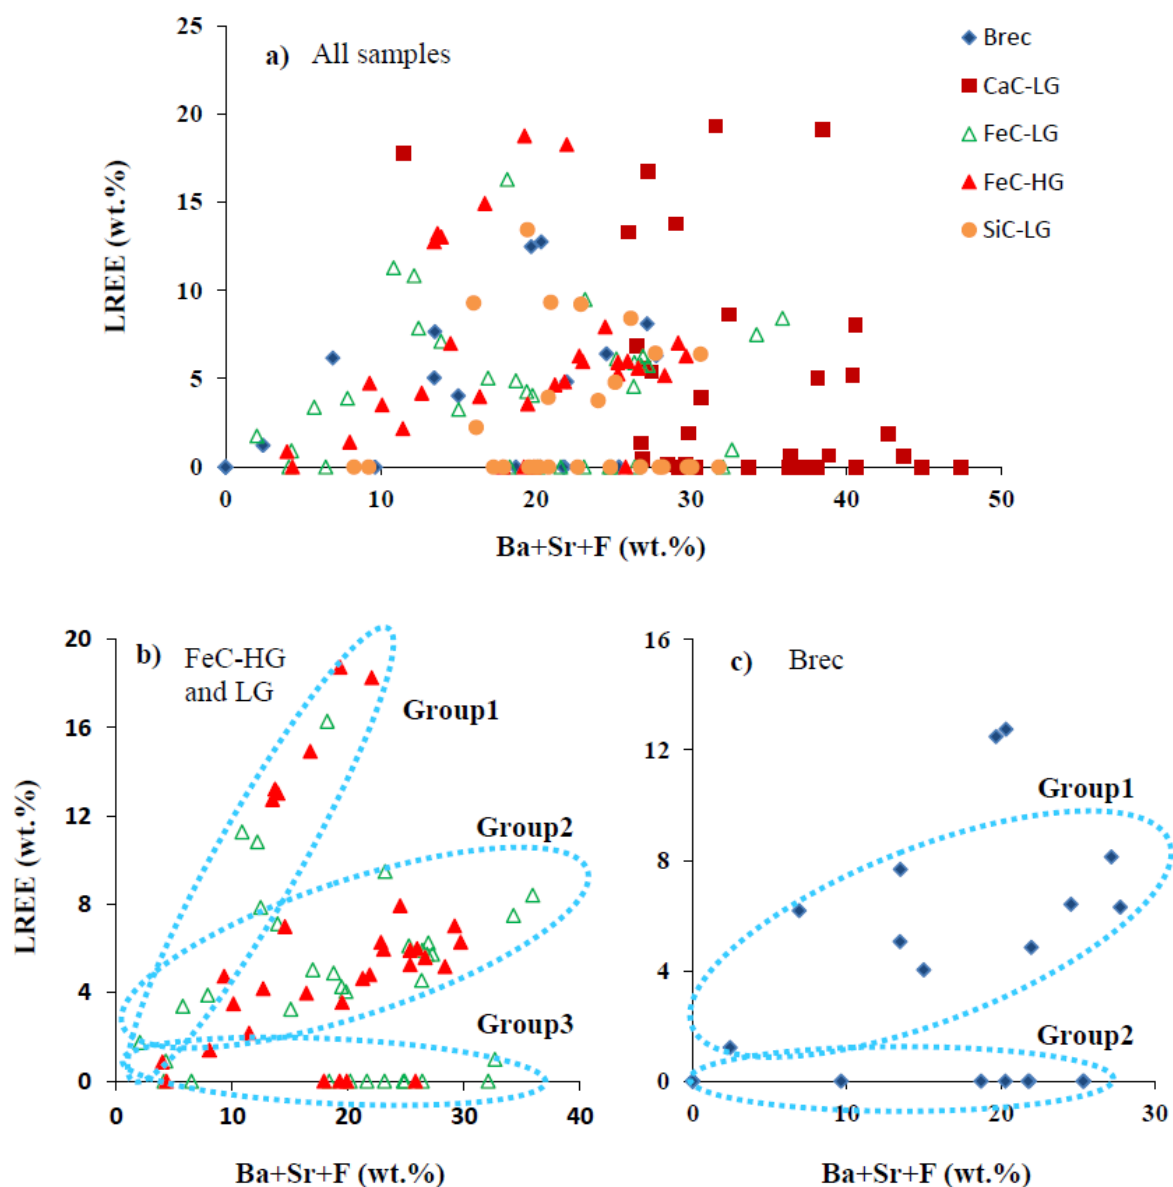 a) All samples
25
20
15
10
5
0
LREE (wt.%)
0 10 20 30 40 50
Ba+Sr+F (wt.%)
Brec
CaC-LG
FeC-LG
FeC-HG
SiC-LG
b) FeC-HG
and LG
20
16
12
8
4
0
LREE (wt.%)
Group1
Group2
Group3
0 10 20 30 40
Ba+Sr+F (wt.%)
c) Brec
16
12
8
4
0
Group1
Group2
0 10 20 30
Ba+Sr+F (wt.%)